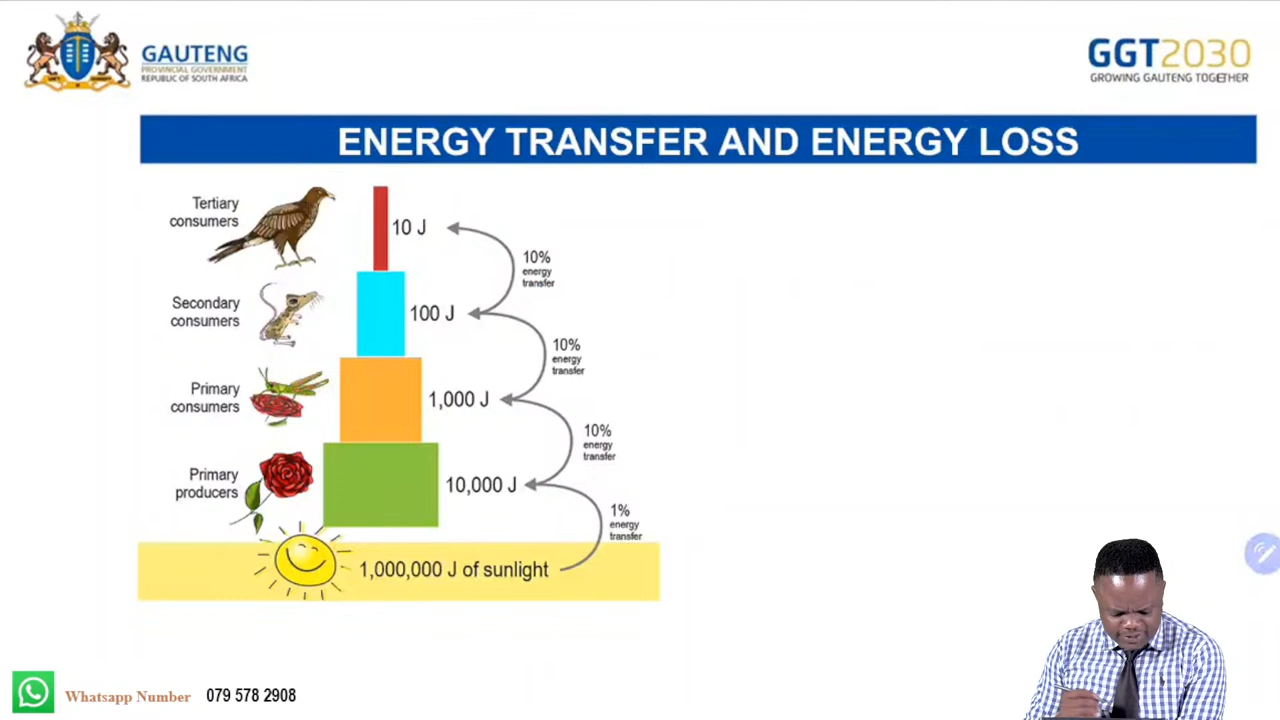 GAUTENG
PROVINCIAL GOVERNMENT
REPUBLIC OF SOUTH AFRICA
GGT2030
GROWING GAUTENG TOGETHER
ENERGY TRANSFER AND ENERGY LOSS
Tertiary
consumers
10 J
10%
energy
transfer
Secondary
consumers
100 J
10%
energy
transfer
Primary
consumers
1,000 J
10%
energy
transfer
Primary
producers
10,000 J
1%
energy
transfer
1,000,000 J of sunlight
Whatsapp Number 079 578 2908